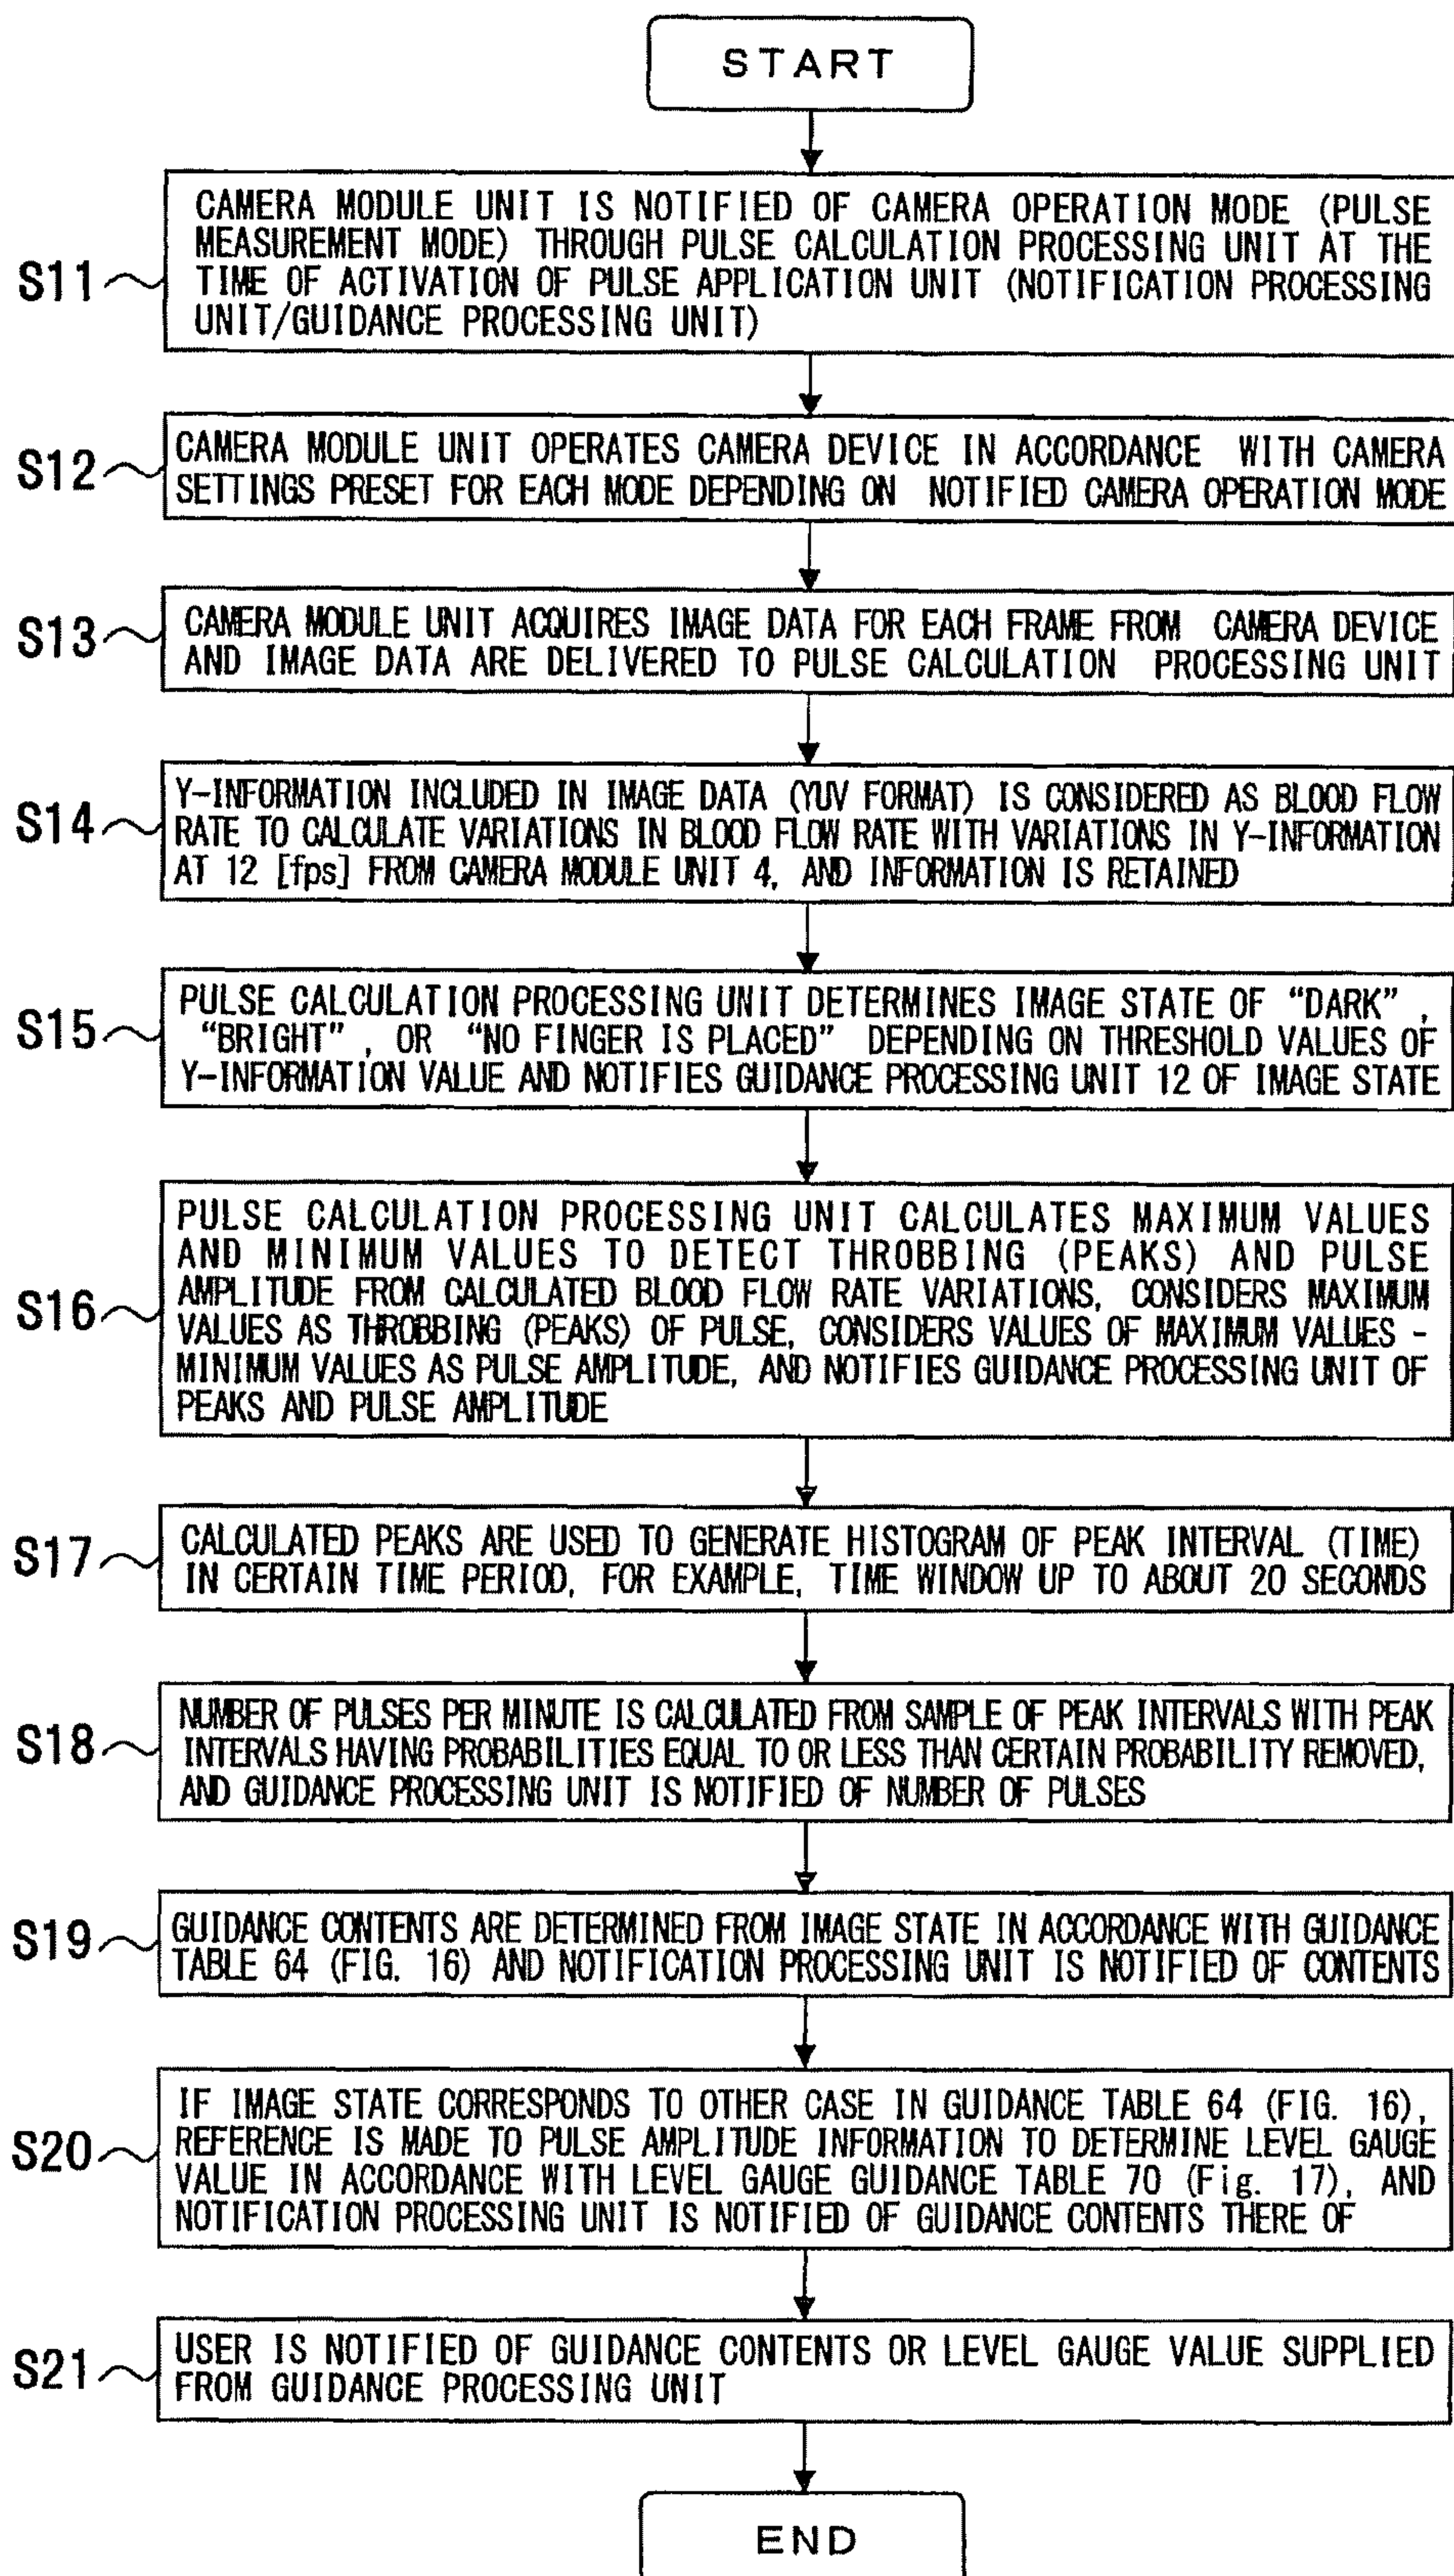 START
S11
CAMERA MODULE UNIT IS NOTIFIED OF CAMERA OPERATION MODE (PULSE
MEASUREMENT MODE) THROUGH PULSE CALCULATION PROCESSING UNIT AT THE
TIME OF ACTIVATION OF PULSE APPLICATION UNIT (NOTIFICATION PROCESSING
UNIT/GUIDANCE PROCESSING UNIT)
S12
CAMERA MODULE UNIT OPERATES CAMERA DEVICE IN ACCORDANCE WITH CAMERA
SETTINGS PRESET FOR EACH MODE DEPENDING ON NOTIFIED CAMERA OPERATION MODE
S13
CAMERA MODULE UNIT ACQUIRES IMAGE DATA FOR EACH FRAME FROM CAMERA DEVICE
AND IMAGE DATA ARE DELIVERED TO PULSE CALCULATION PROCESSING UNIT
S14
Y-INFORMATION INCLUDED IN IMAGE DATA (YUV FORMAT) IS CONSIDERED AS BLOOD FLOW
RATE TO CALCULATE VARIATIONS IN BLOOD FLOW RATE WITH VARIATIONS IN Y-INFORMATION
AT 12 [fps] FROM CAMERA MODULE UNIT 4, AND INFORMATION IS RETAINED
S15
PULSE CALCULATION PROCESSING UNIT DETERMINES IMAGE STATE OF “DARK”,
“BRIGHT”, OR “NO FINGER IS PLACED” DEPENDING ON THRESHOLD VALUES OF
Y-INFORMATION VALUE AND NOTIFIES GUIDANCE PROCESSING UNIT 12 OF IMAGE STATE
S16
PULSE CALCULATION PROCESSING UNIT CALCULATES MAXIMUM VALUES
AND MINIMUM VALUES TO DETECT THROBBING (PEAKS) AND PULSE
AMPLITUDE FROM CALCULATED BLOOD FLOW RATE VARIATIONS, CONSIDERS MAXIMUM
VALUES AS THROBBING (PEAKS) OF PULSE, CONSIDERS VALUES OF MAXIMUM VALUES -
MINIMUM VALUES AS PULSE AMPLITUDE, AND NOTIFIES GUIDANCE PROCESSING UNIT OF
PEAKS AND PULSE AMPLITUDE
S17
CALCULATED PEAKS ARE USED TO GENERATE HISTOGRAM OF PEAK INTERVAL (TIME)
IN CERTAIN TIME PERIOD, FOR EXAMPLE, TIME WINDOW UP TO ABOUT 20 SECONDS
S18
NUMBER OF PULSES PER MINUTE IS CALCULATED FROM SAMPLE OF PEAK INTERVALS WITH PEAK
INTERVALS HAVING PROBABILITIES EQUAL TO OR LESS THAN CERTAIN PROBABILITY REMOVED,
AND GUIDANCE PROCESSING UNIT IS NOTIFIED OF NUMBER OF PULSES
S19
GUIDANCE CONTENTS ARE DETERMINED FROM IMAGE STATE IN ACCORDANCE WITH GUIDANCE
TABLE 64 (FIG. 16) AND NOTIFICATION PROCESSING UNIT IS NOTIFIED OF CONTENTS
S20
IF IMAGE STATE CORRESPONDS TO OTHER CASE IN GUIDANCE TABLE 64 (FIG. 16),
REFERENCE IS MADE TO PULSE AMPLITUDE INFORMATION TO DETERMINE LEVEL GAUGE
VALUE IN ACCORDANCE WITH LEVEL GAUGE GUIDANCE TABLE 70 (Fig. 17), AND
NOTIFICATION PROCESSING UNIT IS NOTIFIED OF GUIDANCE CONTENTS THERE OF
S21
USER IS NOTIFIED OF GUIDANCE CONTENTS OR LEVEL GAUGE VALUE SUPPLIED
FROM GUIDANCE PROCESSING UNIT
END